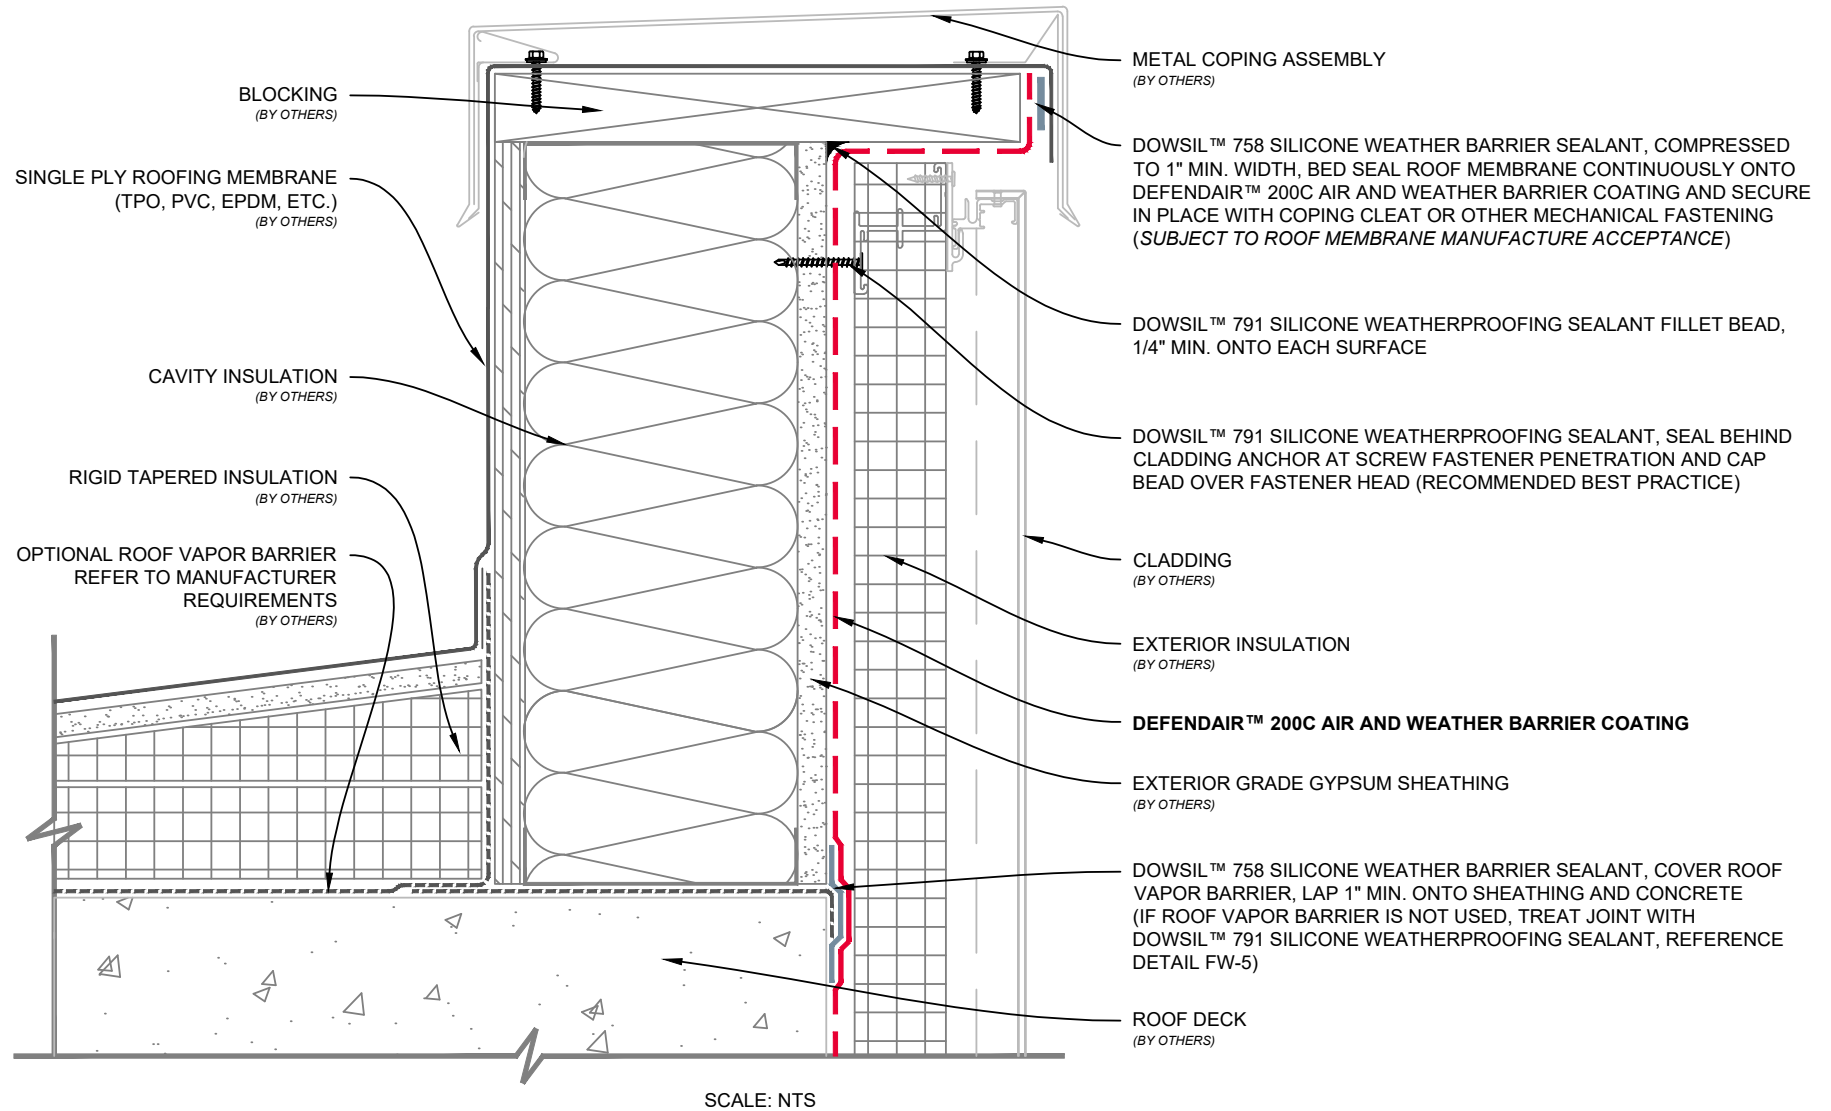 BLOCKING
(BY OTHERS)
SINGLE PLY ROOFING MEMBRANE
(TPO, PVC, EPDM, ETC.)
(BY OTHERS)
CAVITY INSULATION
(BY OTHERS)
RIGID TAPERED INSULATION
(BY OTHERS)
OPTIONAL ROOF VAPOR BARRIER
REFER TO MANUFACTURER
REQUIREMENTS
(BY OTHERS)
METAL COPING ASSEMBLY
(BY OTHERS)
DOWSIL™ 758 SILICONE WEATHER BARRIER SEALANT, COMPRESSED
TO 1" MIN. WIDTH, BED SEAL ROOF MEMBRANE CONTINUOUSLY ONTO
DEFENDAIR™ 200C AIR AND WEATHER BARRIER COATING AND SECURE
IN PLACE WITH COPING CLEAT OR OTHER MECHANICAL FASTENING
(SUBJECT TO ROOF MEMBRANE MANUFACTURE ACCEPTANCE)
DOWSIL™ 791 SILICONE WEATHERPROOFING SEALANT FILLET BEAD,
1/4" MIN. ONTO EACH SURFACE
DOWSIL™ 791 SILICONE WEATHERPROOFING SEALANT, SEAL BEHIND
CLADDING ANCHOR AT SCREW FASTENER PENETRATION AND CAP
BEAD OVER FASTENER HEAD (RECOMMENDED BEST PRACTICE)
CLADDING
(BY OTHERS)
EXTERIOR INSULATION
(BY OTHERS)
DEFENDAIR™ 200C AIR AND WEATHER BARRIER COATING
EXTERIOR GRADE GYPSUM SHEATHING
(BY OTHERS)
DOWSIL™ 758 SILICONE WEATHER BARRIER SEALANT, COVER ROOF
VAPOR BARRIER, LAP 1" MIN. ONTO SHEATHING AND CONCRETE
(IF ROOF VAPOR BARRIER IS NOT USED, TREAT JOINT WITH
DOWSIL™ 791 SILICONE WEATHERPROOFING SEALANT, REFERENCE
DETAIL FW-5)
ROOF DECK
(BY OTHERS)
SCALE: NTS